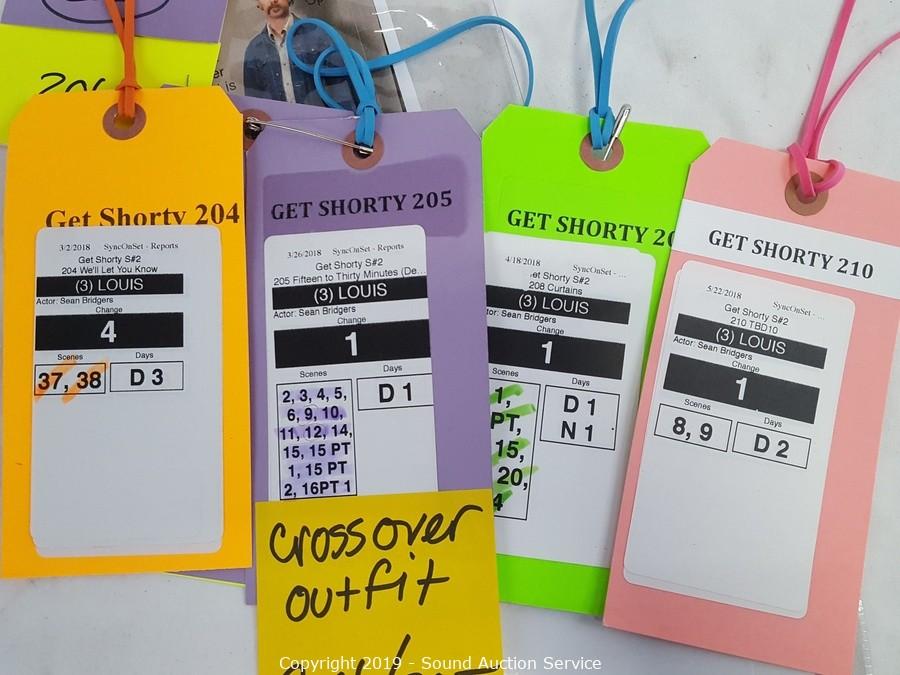 er
is
Get Shorty 204
3/2/2018 SyncOnSet - Reports
Get Shorty S#2
204 We'll Let You Know
(3) LOUIS
Actor: Sean Bridgers
Change
4
Scenes Days
37, 38 D 3
GET SHORTY 205
3/26/2018 SyncOnSet - Reports
Get Shorty S#2
205 Fifteen to Thirty Minutes (De...
(3) LOUIS
Actor: Sean Bridgers
Change
1
Scenes Days
2, 3, 4, 5, D 1
6, 9, 10,
11, 12, 14,
15, 15 PT
1, 15 PT
2, 16PT 1
crossover
outfit
GET SHORTY 20
4/18/2018 SyncOnSet - ...
et Shorty S#2
208 Curtains
(3) LOUIS
tor: Sean Bridgers
Change
1
Scenes Days
1, D 1
PT, N 1
15,
20,
4
GET SHORTY 210
5/22/2018 SyncOnSet - ...
Get Shorty S#2
210 TBD10
(3) LOUIS
Actor: Sean Bridgers
Change
1
Scenes Days
8, 9 D 2
Copyright 2019 - Sound Auction Service